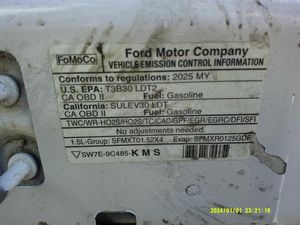 FoMoCo
Ford Motor Company
VEHICLE EMISSION CONTROL INFORMATION
Conforms to regulations: 2025 MY
U.S. EPA: T3B30 LDT2
CA OBD II Fuel: Gasoline
California: SULEV30 LDT
CA OBD II Fuel: Gasoline
TWC/WR-HO2S/HO2S/TC/CAC/GPF/EGR/EGRC/DFI/SFI
No adjustments needed.
1.5L-Group: SFMXT01.52X4 Evap: SFMXR0125GDF
SW7E-9C485-KMS
2024/01/01 23:21:19